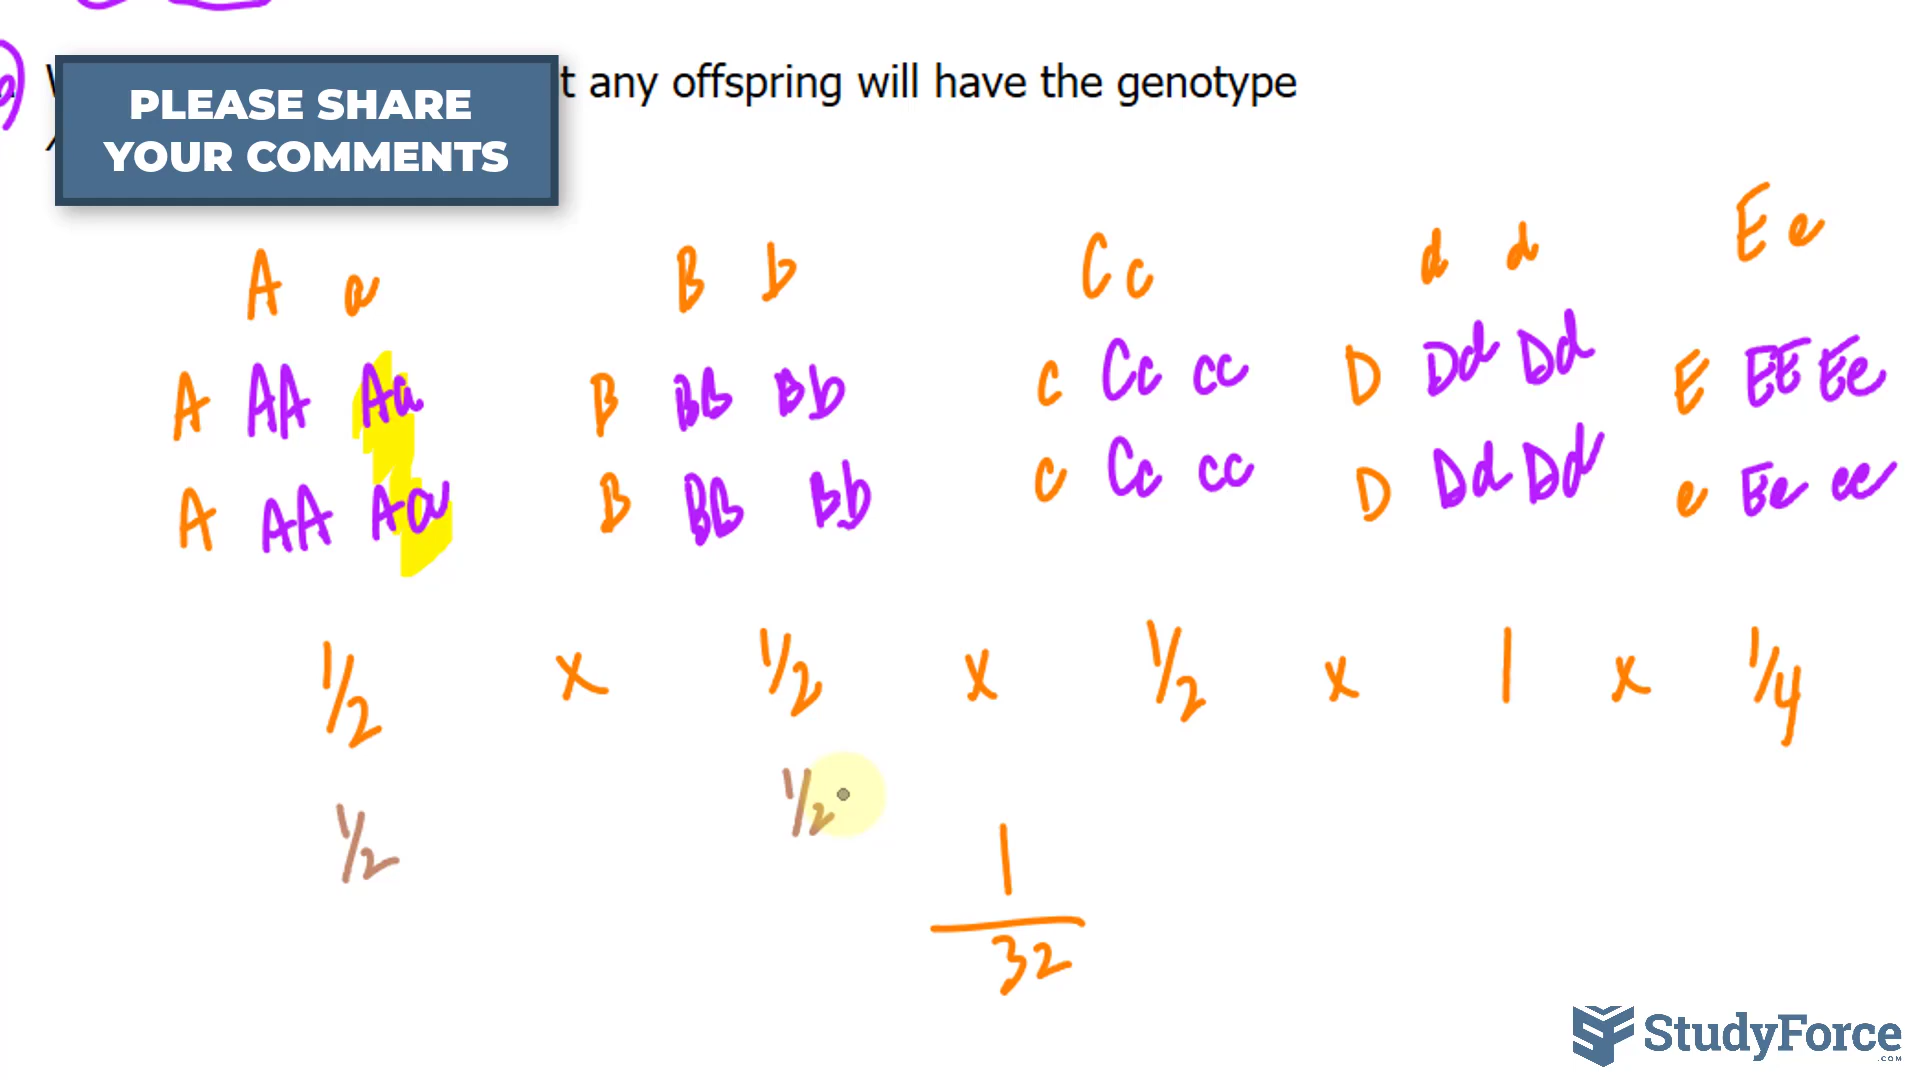 PLEASE SHARE
YOUR COMMENTS
t any offspring will have the genotype
A a B b Cc d d E e
A AA Aa B BB Bb c Cc cc D Dd Dd E EE Ee
A AA Aa B BB Bb c Cc cc D Dd Dd e Ee ee
1/2 x 1/2 x 1/2 x 1 x 1/4
1/2 1/2
1
32
StudyForce
.COM